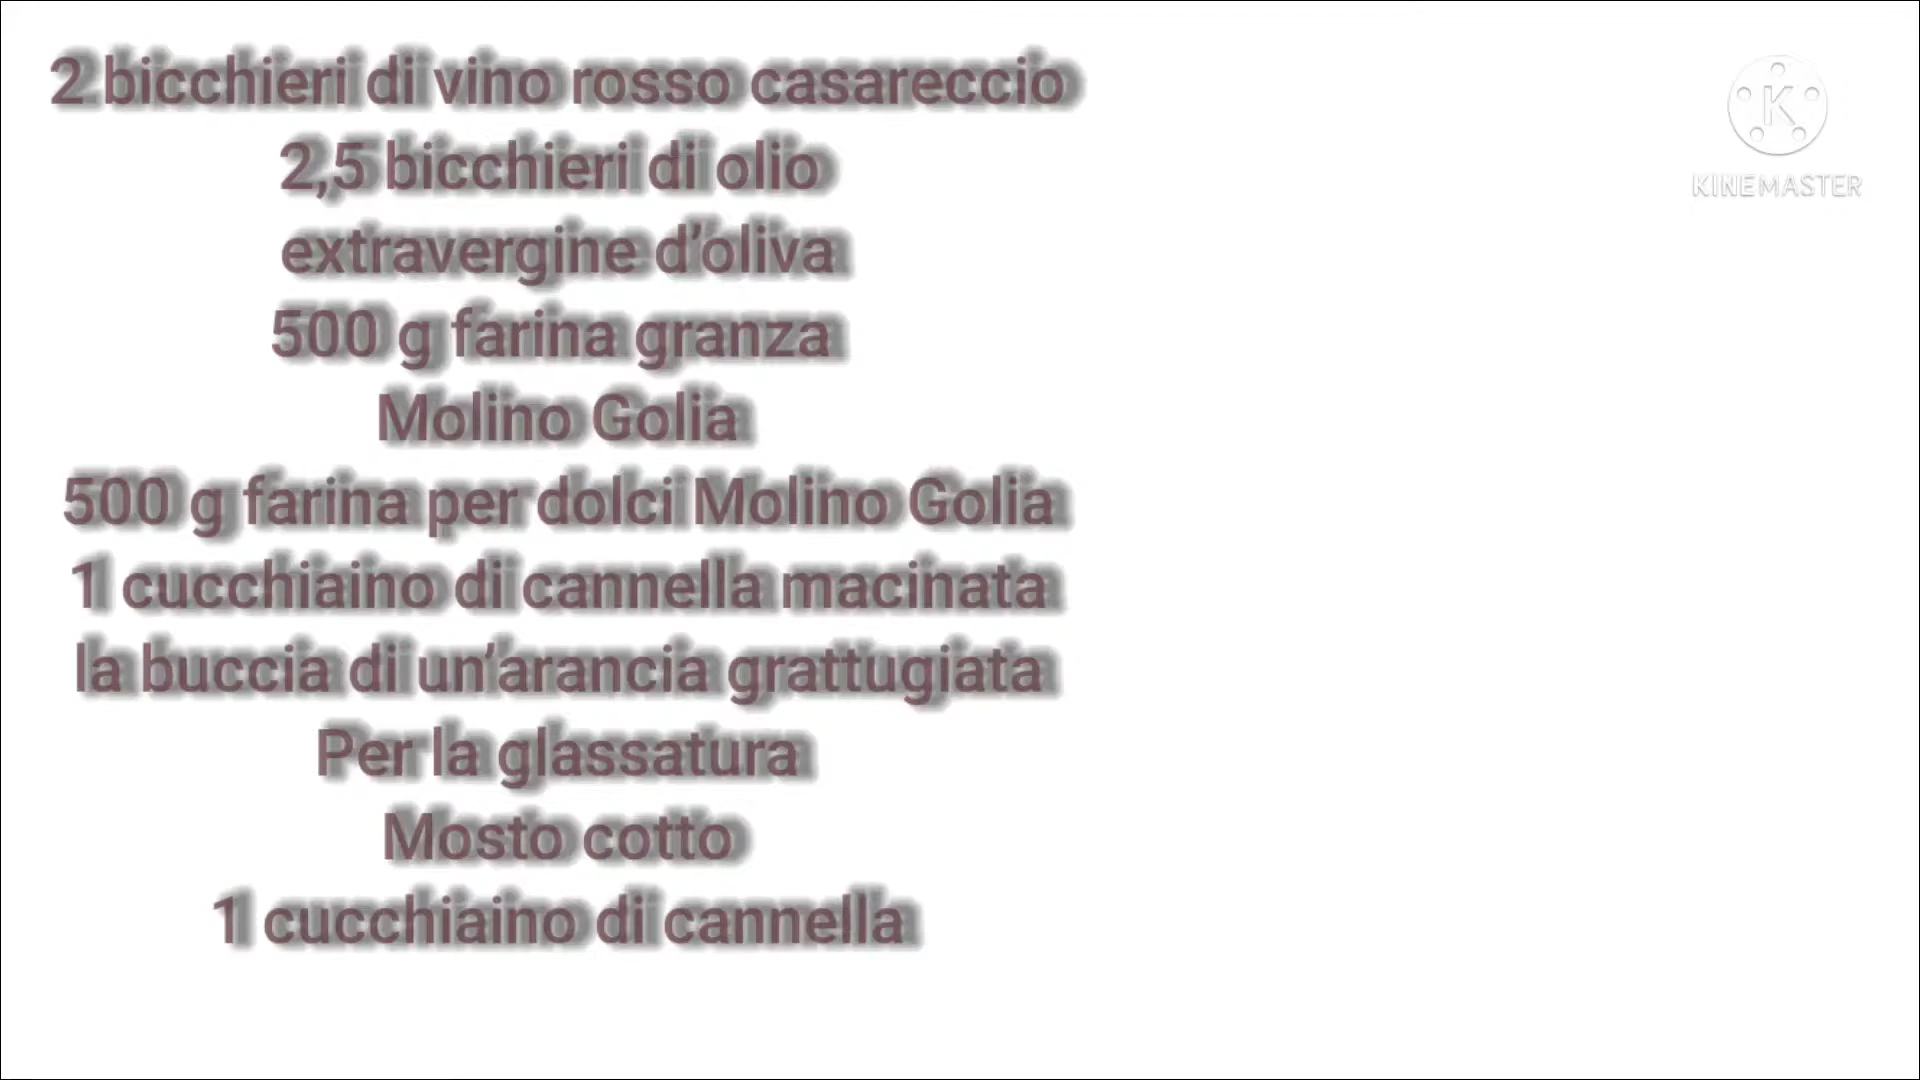 2 bicchieri di vino rosso casareccio
2,5 bicchieri di olio
extravergine d'oliva
500 g farina granza
Molino Golia
500 g farina per dolci Molino Golia
1 cucchiaino di cannella macinata
la buccia di un'arancia grattugiata
Per la glassatura
Mosto cotto
1 cucchiaino di cannella
K
KINEMASTER